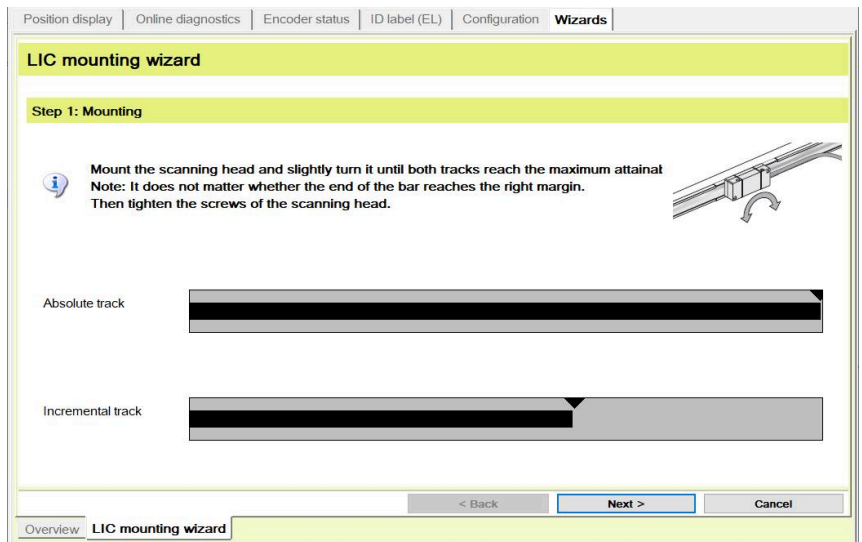 Position display Online diagnostics Encoder status ID label (EL) Configuration Wizards
LIC mounting wizard
Step 1: Mounting
Mount the scanning head and slightly turn it until both tracks reach the maximum attainat
Note: It does not matter whether the end of the bar reaches the right margin.
Then tighten the screws of the scanning head.
Absolute track
Incremental track
< Back Next > Cancel
Overview LIC mounting wizard